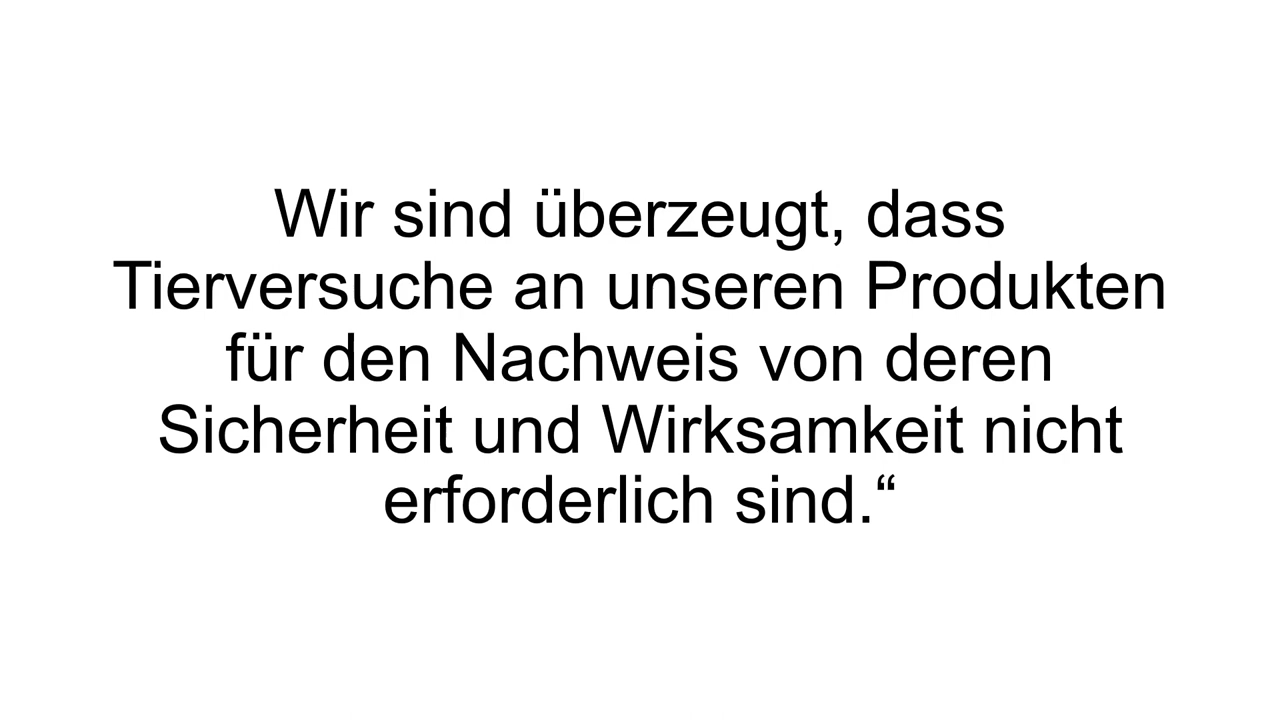 Wir sind überzeugt, dass
Tierversuche an unseren Produkten
für den Nachweis von deren
Sicherheit und Wirksamkeit nicht
erforderlich sind.“